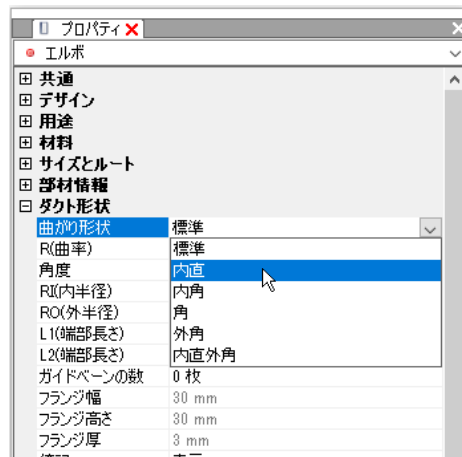 プロパティ
エルボ
共通
デザイン
用途
材料
サイズとルート
部材情報
ダクト形状
曲がり形状 標準
R(曲率) 標準
角度 内直
RI(内半径) 内角
RO(外半径) 角
L1(端部長さ) 外角
L2(端部長さ) 内直外角
ガイドベーンの数 0 枚
フランジ幅 30 mm
フランジ高さ 30 mm
フランジ厚 3 mm